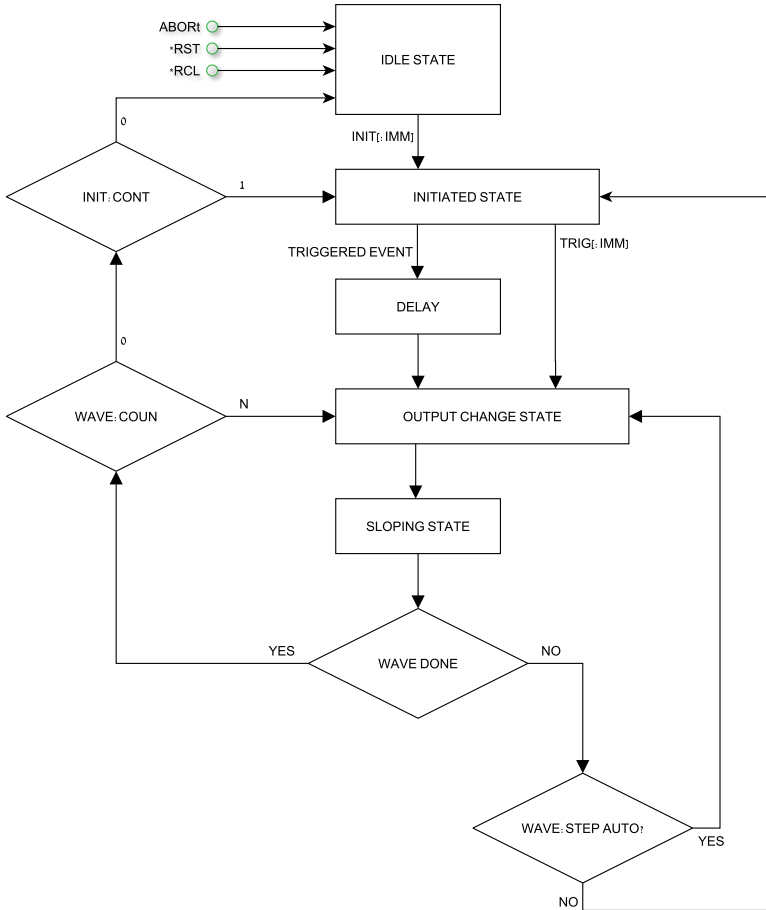 ABORt
*RST
*RCL
IDLE STATE
0
INIT[: IMM]
INIT: CONT
1
INITIATED STATE
TRIGGERED EVENT
TRIG[: IMM]
DELAY
0
WAVE: COUN
N
OUTPUT CHANGE STATE
SLOPING STATE
YES
WAVE DONE
NO
WAVE: STEP AUTO?
YES
NO